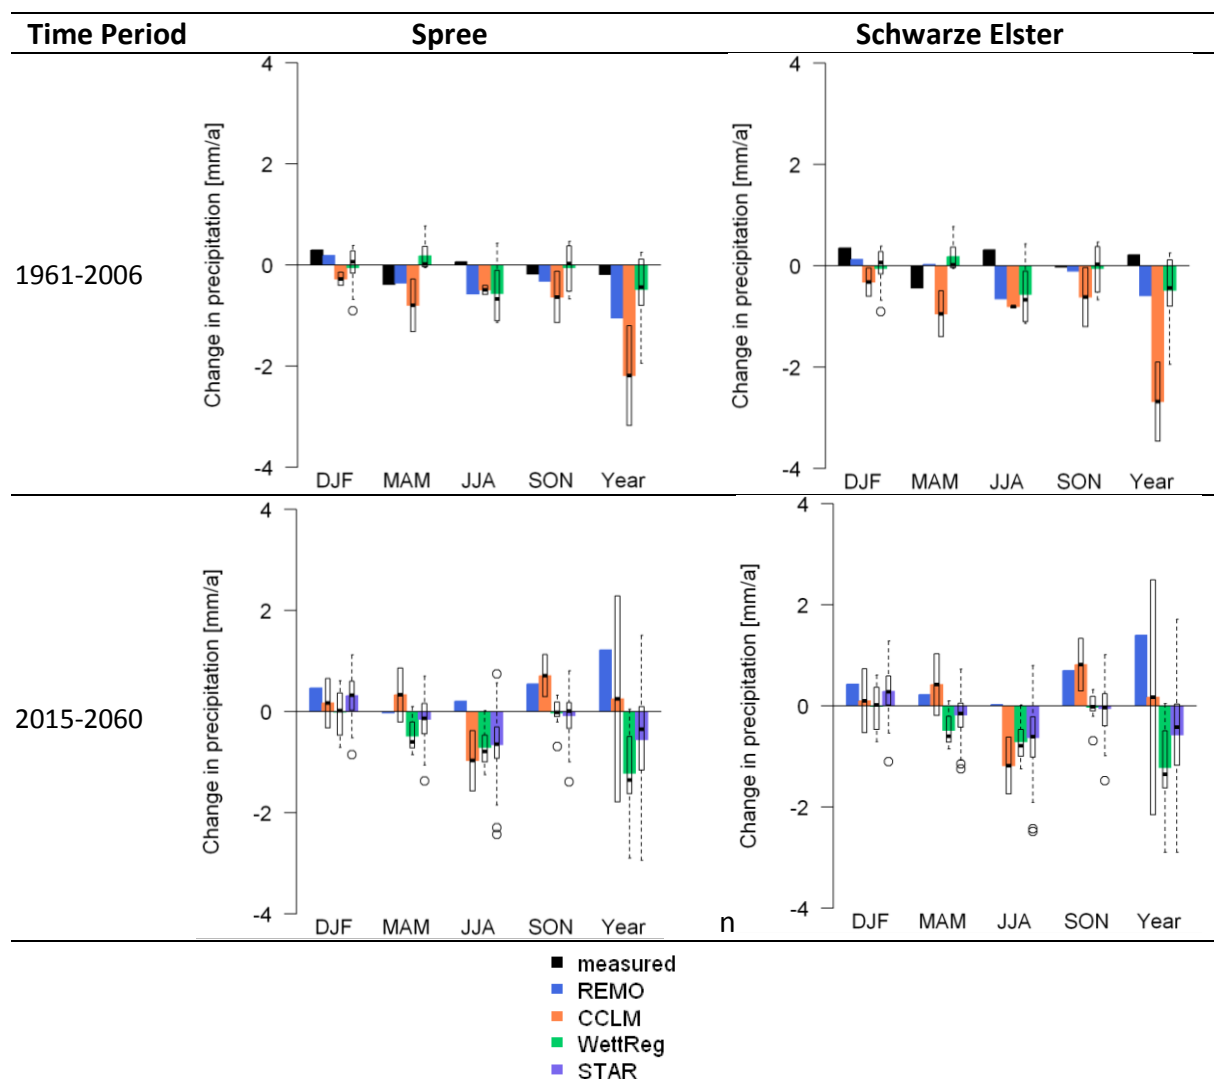 Time Period Spree Schwarze Elster
1961-2006
Change in precipitation [mm/a]
4
2
0
-2
-4
DJF MAM JJA SON Year
Change in precipitation [mm/a]
4
2
0
-2
-4
DJF MAM JJA SON Year
2015-2060
Change in precipitation [mm/a]
4
2
0
-2
-4
DJF MAM JJA SON Year
n
Change in precipitation [mm/a]
4
2
0
-2
-4
DJF MAM JJA SON Year
measured
REMO
CCLM
WettReg
STAR